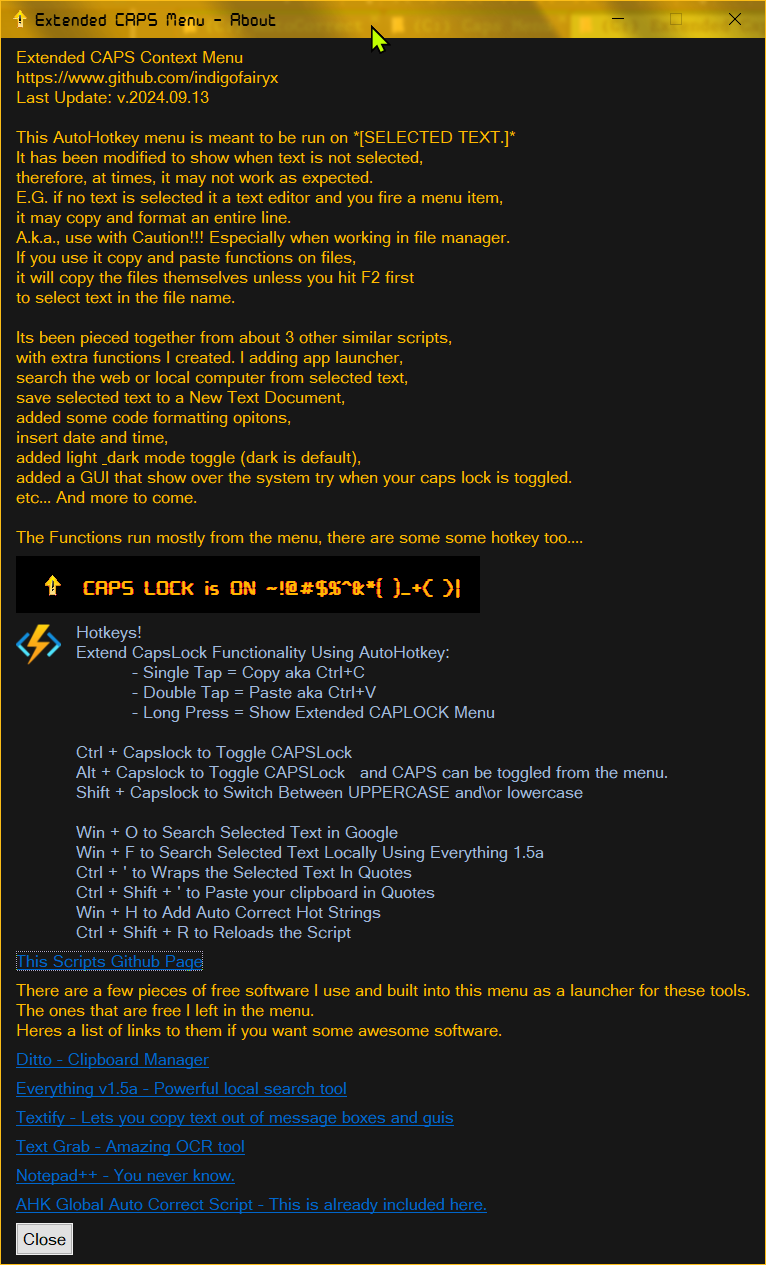 Extended CAPS Menu - About
Extended CAPS Context Menu
https://www.github.com/indigofairyx
Last Update: v.2024.09.13
This AutoHotkey menu is meant to be run on *[SELECTED TEXT.]*
It has been modified to show when text is not selected,
therefore, at times, it may not work as expected.
E.G. if no text is selected it a text editor and you fire a menu item,
it may copy and format an entire line.
A.k.a., use with Caution!!! Especially when working in file manager.
If you use it copy and paste functions on files,
it will copy the files themselves unless you hit F2 first
to select text in the file name.
Its been pieced together from about 3 other similar scripts,
with extra functions I created. I adding app launcher,
search the web or local computer from selected text,
save selected text to a New Text Document,
added some code formatting opitons,
insert date and time,
added light _dark mode toggle (dark is default),
added a GUI that show over the system try when your caps lock is toggled.
etc... And more to come.
The Functions run mostly from the menu, there are some some hotkey too....
CAPS LOCK is ON ~!@#$%^&*{ }_+( )|
Hotkeys!
Extend CapsLock Functionality Using AutoHotkey:
- Single Tap = Copy aka Ctrl+C
- Double Tap = Paste aka Ctrl+V
- Long Press = Show Extended CAPLOCK Menu
Ctrl + Capslock to Toggle CAPSLock
Alt + Capslock to Toggle CAPSLock   and CAPS can be toggled from the menu.
Shift + Capslock to Switch Between UPPERCASE and\or lowercase
Win + O to Search Selected Text in Google
Win + F to Search Selected Text Locally Using Everything 1.5a
Ctrl + ' to Wraps the Selected Text In Quotes
Ctrl + Shift + ' to Paste your clipboard in Quotes
Win + H to Add Auto Correct Hot Strings
Ctrl + Shift + R to Reloads the Script
This Scripts Github Page
There are a few pieces of free software I use and built into this menu as a launcher for these tools.
The ones that are free I left in the menu.
Heres a list of links to them if you want some awesome software.
Ditto - Clipboard Manager
Everything v1.5a - Powerful local search tool
Textify - Lets you copy text out of message boxes and guis
Text Grab - Amazing OCR tool
Notepad++ - You never know.
AHK Global Auto Correct Script - This is already included here.
Close